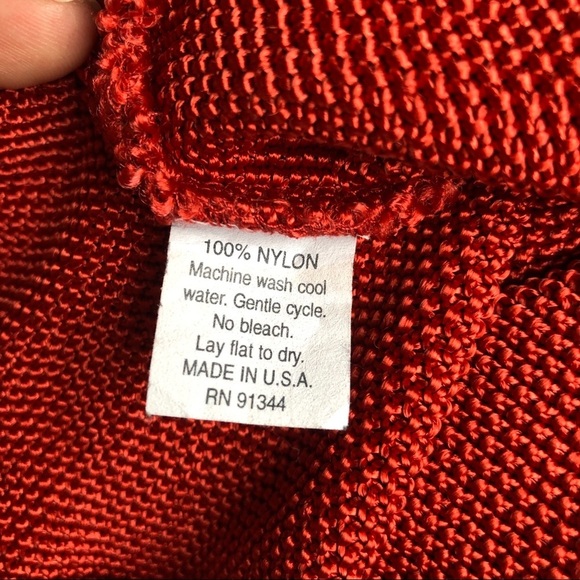 100% NYLON
Machine wash cool
water. Gentle cycle.
No bleach.
Lay flat to dry.
MADE IN U.S.A.
RN 91344